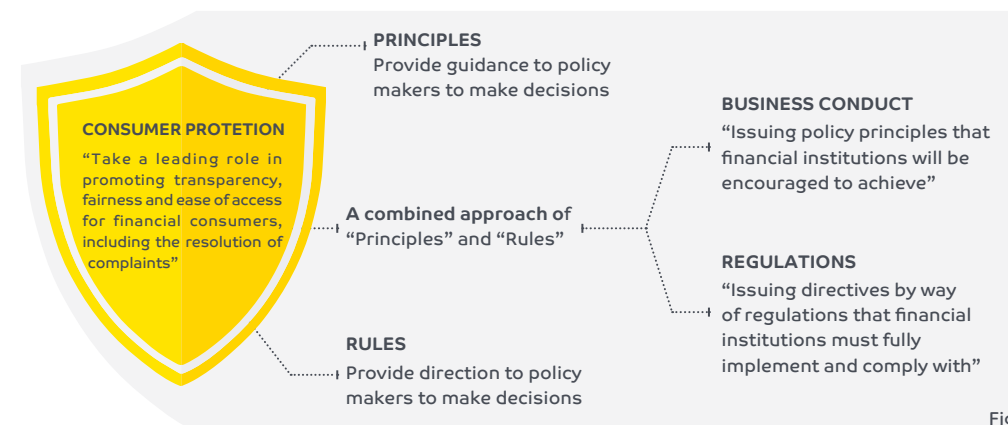 CONSUMER PROTETION
“Take a leading role in
promoting transparency,
fairness and ease of access
for financial consumers,
including the resolution of
complaints”
PRINCIPLES
Provide guidance to policy
makers to make decisions
A combined approach of
“Principles” and “Rules”
RULES
Provide direction to policy
makers to make decisions
BUSINESS CONDUCT
“Issuing policy principles that
financial institutions will be
encouraged to achieve”
REGULATIONS
“Issuing directives by way
of regulations that financial
institutions must fully
implement and comply with”